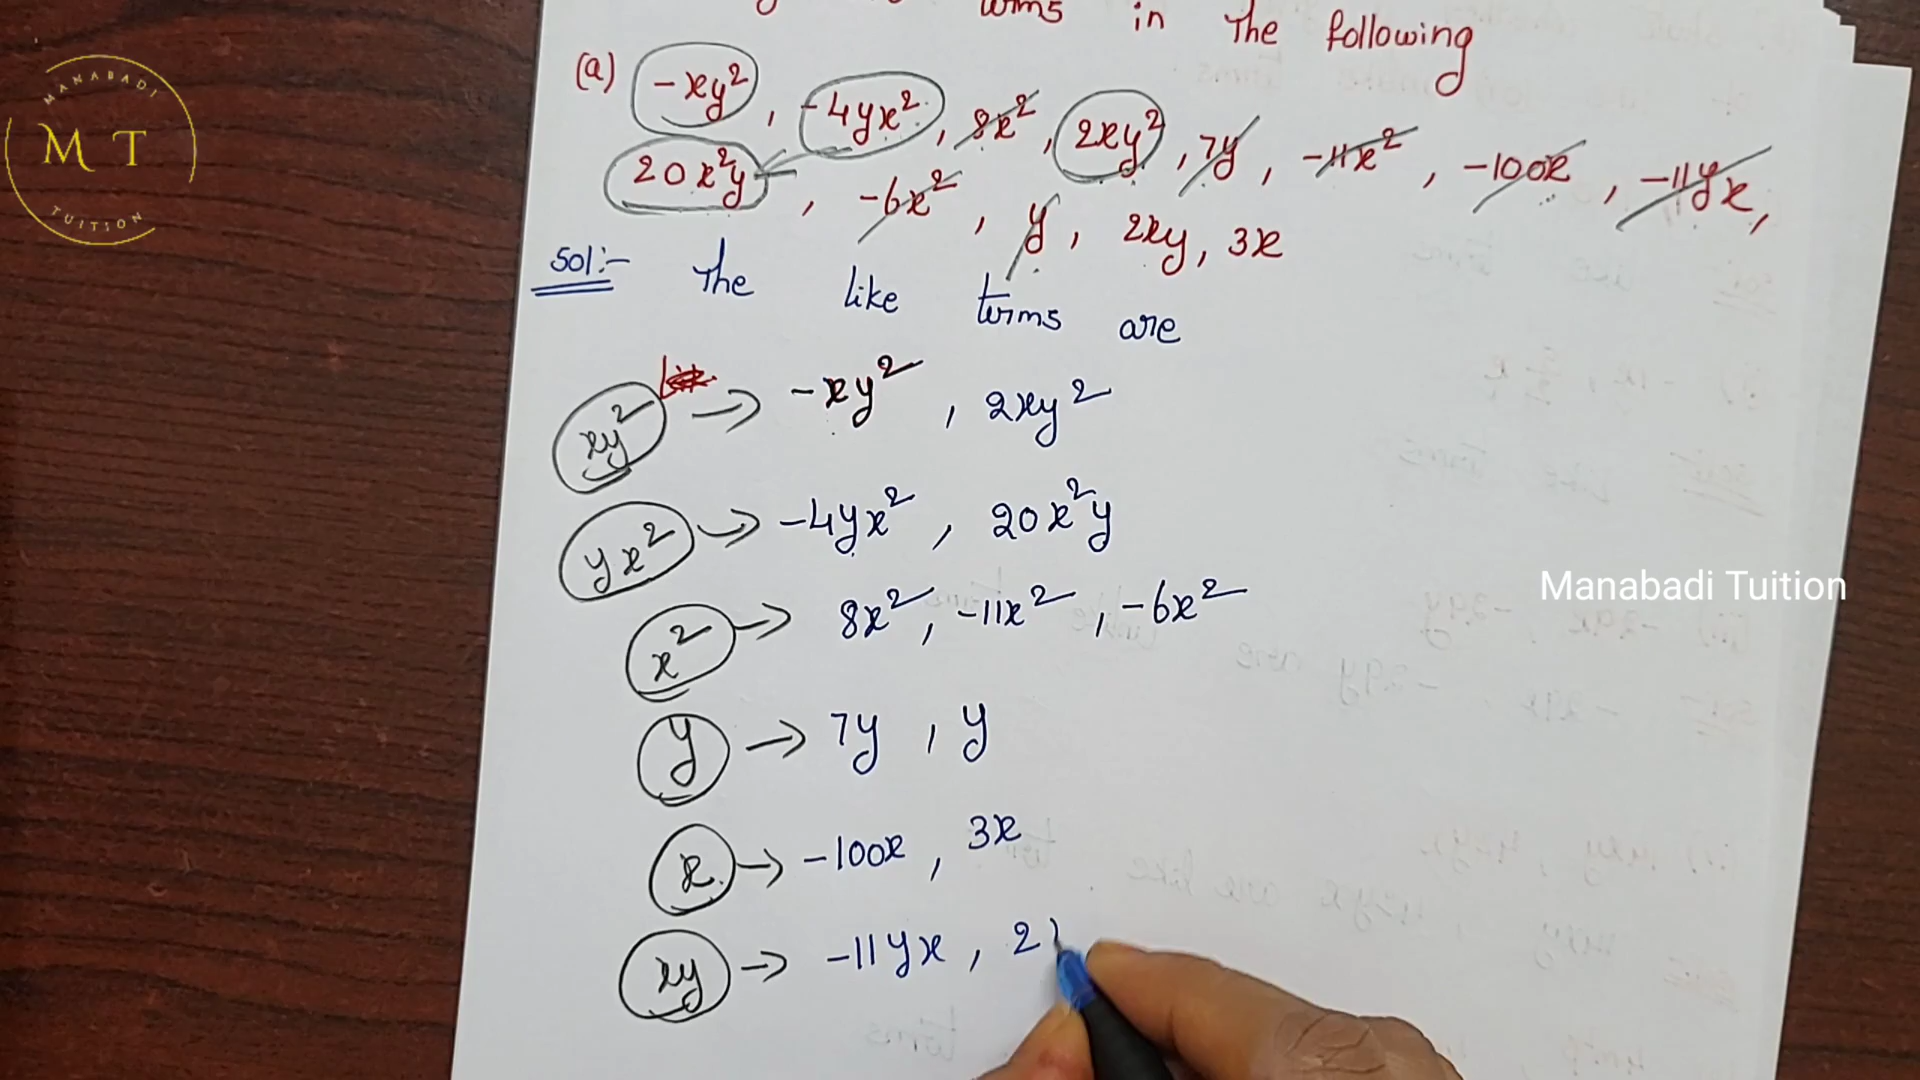 MANABADI
M T
TUITION
terms in the following
(a) -xy², -4yx², 8x², 2xy², 7y, -11x², -100x, -11yx,
20x²y, -6x², y, 2xy, 3x
Sol:- The like terms are
xy² → -xy², 2xy²
yx² → -4yx², 20x²y
x² → 8x², -11x², -6x²
y → 7y, y
x → -100x, 3x
xy → -11yx, 2
Manabadi Tuition